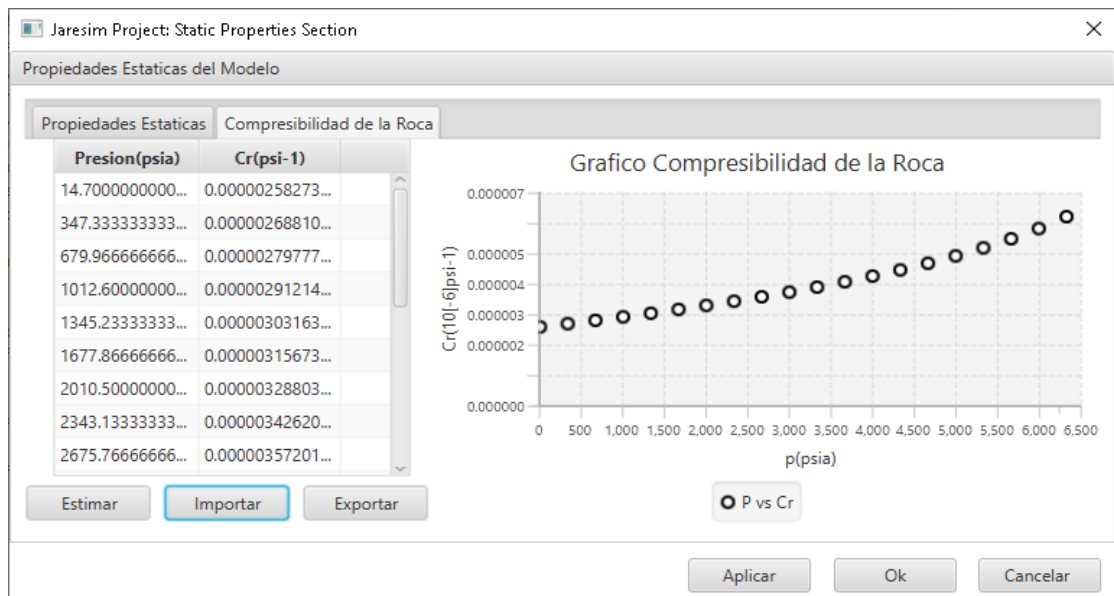 Jaresim Project: Static Properties Section
Propiedades Estaticas del Modelo
Propiedades Estaticas Compresibilidad de la Roca
Presion(psia) Cr(psi-1)
14.7000000000... 0.00000258273...
347.333333333... 0.00000268810...
679.966666666... 0.00000279777...
1012.60000000... 0.00000291214...
1345.23333333... 0.00000303163...
1677.86666666... 0.00000315673...
2010.50000000... 0.00000328803...
2343.13333333... 0.00000342620...
2675.76666666... 0.00000357201...
Estimar Importar Exportar
Grafico Compresibilidad de la Roca
Cr(10[-6]psi-1)
0.000007
0.000005
0.000004
0.000003
0.000002
0.000000
0 500 1,000 1,500 2,000 2,500 3,000 3,500 4,000 4,500 5,000 5,500 6,000 6,500
p(psia)
P vs Cr
Aplicar Ok Cancelar